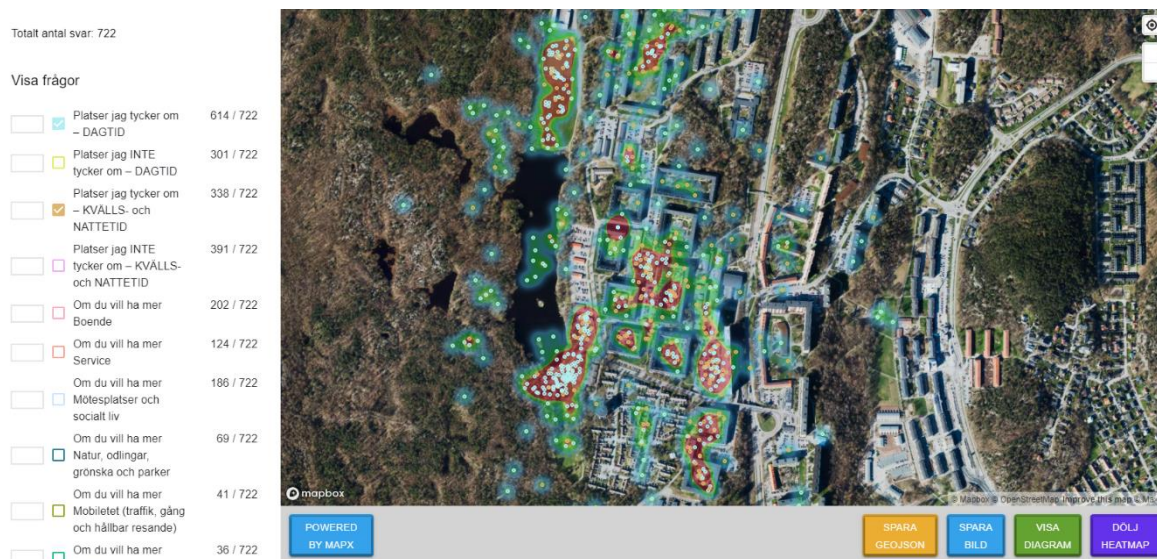 Totalt antal svar: 722
Visa frågor
Platser jag tycker om
– DAGTID
614 / 722
Platser jag INTE
tycker om – DAGTID
301 / 722
Platser jag tycker om
– KVÄLLS- och
NATTETID
338 / 722
Platser jag INTE
tycker om – KVÄLLS-
och NATTETID
391 / 722
Om du vill ha mer
Boende
202 / 722
Om du vill ha mer
Service
124 / 722
Om du vill ha mer
Mötesplatser och
socialt liv
186 / 722
Om du vill ha mer
Natur, odlingar,
grönska och parker
69 / 722
Om du vill ha mer
Mobiletet (traffik, gång
och hållbar resande)
41 / 722
Om du vill ha mer
36 / 722
mapbox
© Mapbox © OpenStreetMap Improve this map © Ma
POWERED
BY MAPX
SPARA
GEOJSON
SPARA
BILD
VISA
DIAGRAM
DÖLJ
HEATMAP